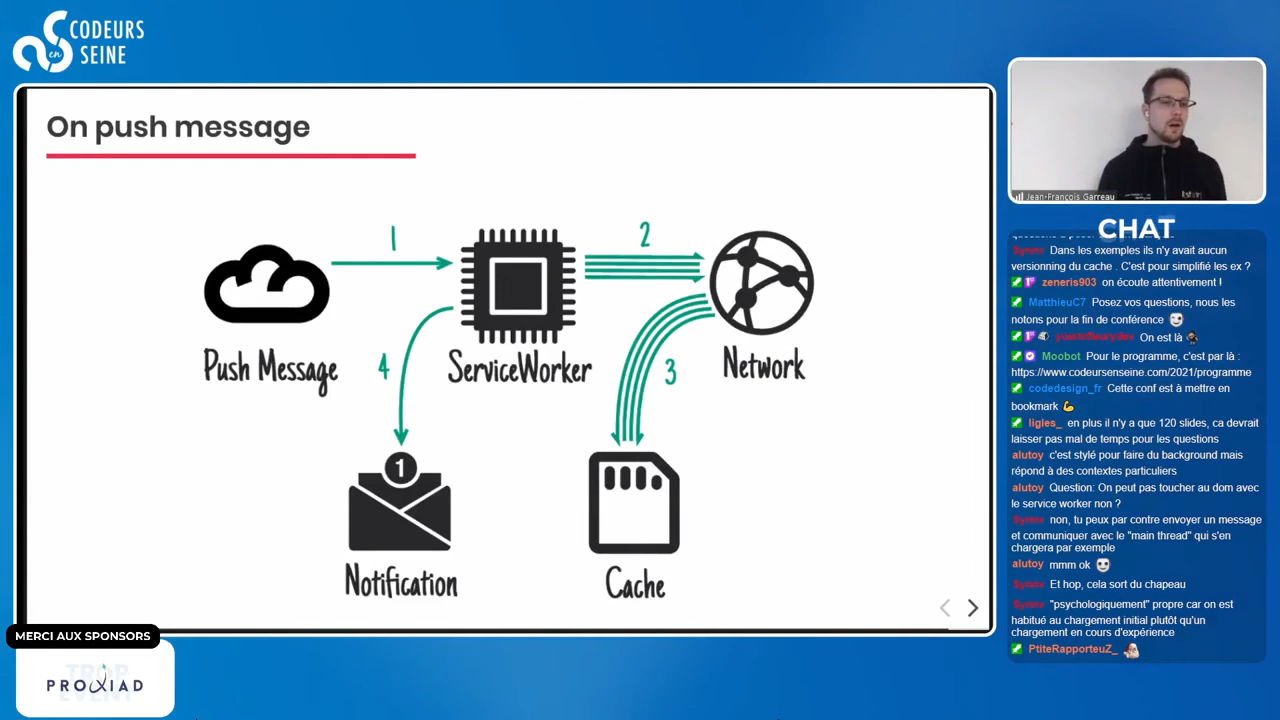 CODEURS
en
SEINE
On push message
1
2
Push Message
ServiceWorker
Network
4
3
1
Notification
Cache
MERCI AUX SPONSORS
PROXIAD
Jean-François Garreau
CHAT
Dans les exemples ils n'y avait aucun
versionning du cache . C'est pour simplifié les ex ?
zeneris903 on écoute attentivement !
MatthieuC7 Posez vos questions, nous les
notons pour la fin de conférence
On est là
Moobot Pour le programme, c'est par là :
https://www.codeursenseine.com/2021/programme
codedesign_fr Cette conf est à mettre en
bookmark 💪
ligles_ en plus il n'y a que 120 slides, ca devrait
laisser pas mal de temps pour les questions
alutoy c'est stylé pour faire du background mais
répond à des contextes particuliers
alutoy Question: On peut pas toucher au dom avec
le service worker non ?
non, tu peux par contre envoyer un message
et communiquer avec le "main thread" qui s'en
chargera par exemple
alutoy mmm ok
Et hop, cela sort du chapeau
"psychologiquement" propre car on est
habitué au chargement initial plutôt qu'un
chargement en cours d'expérience
PtiteRapporteuZ_